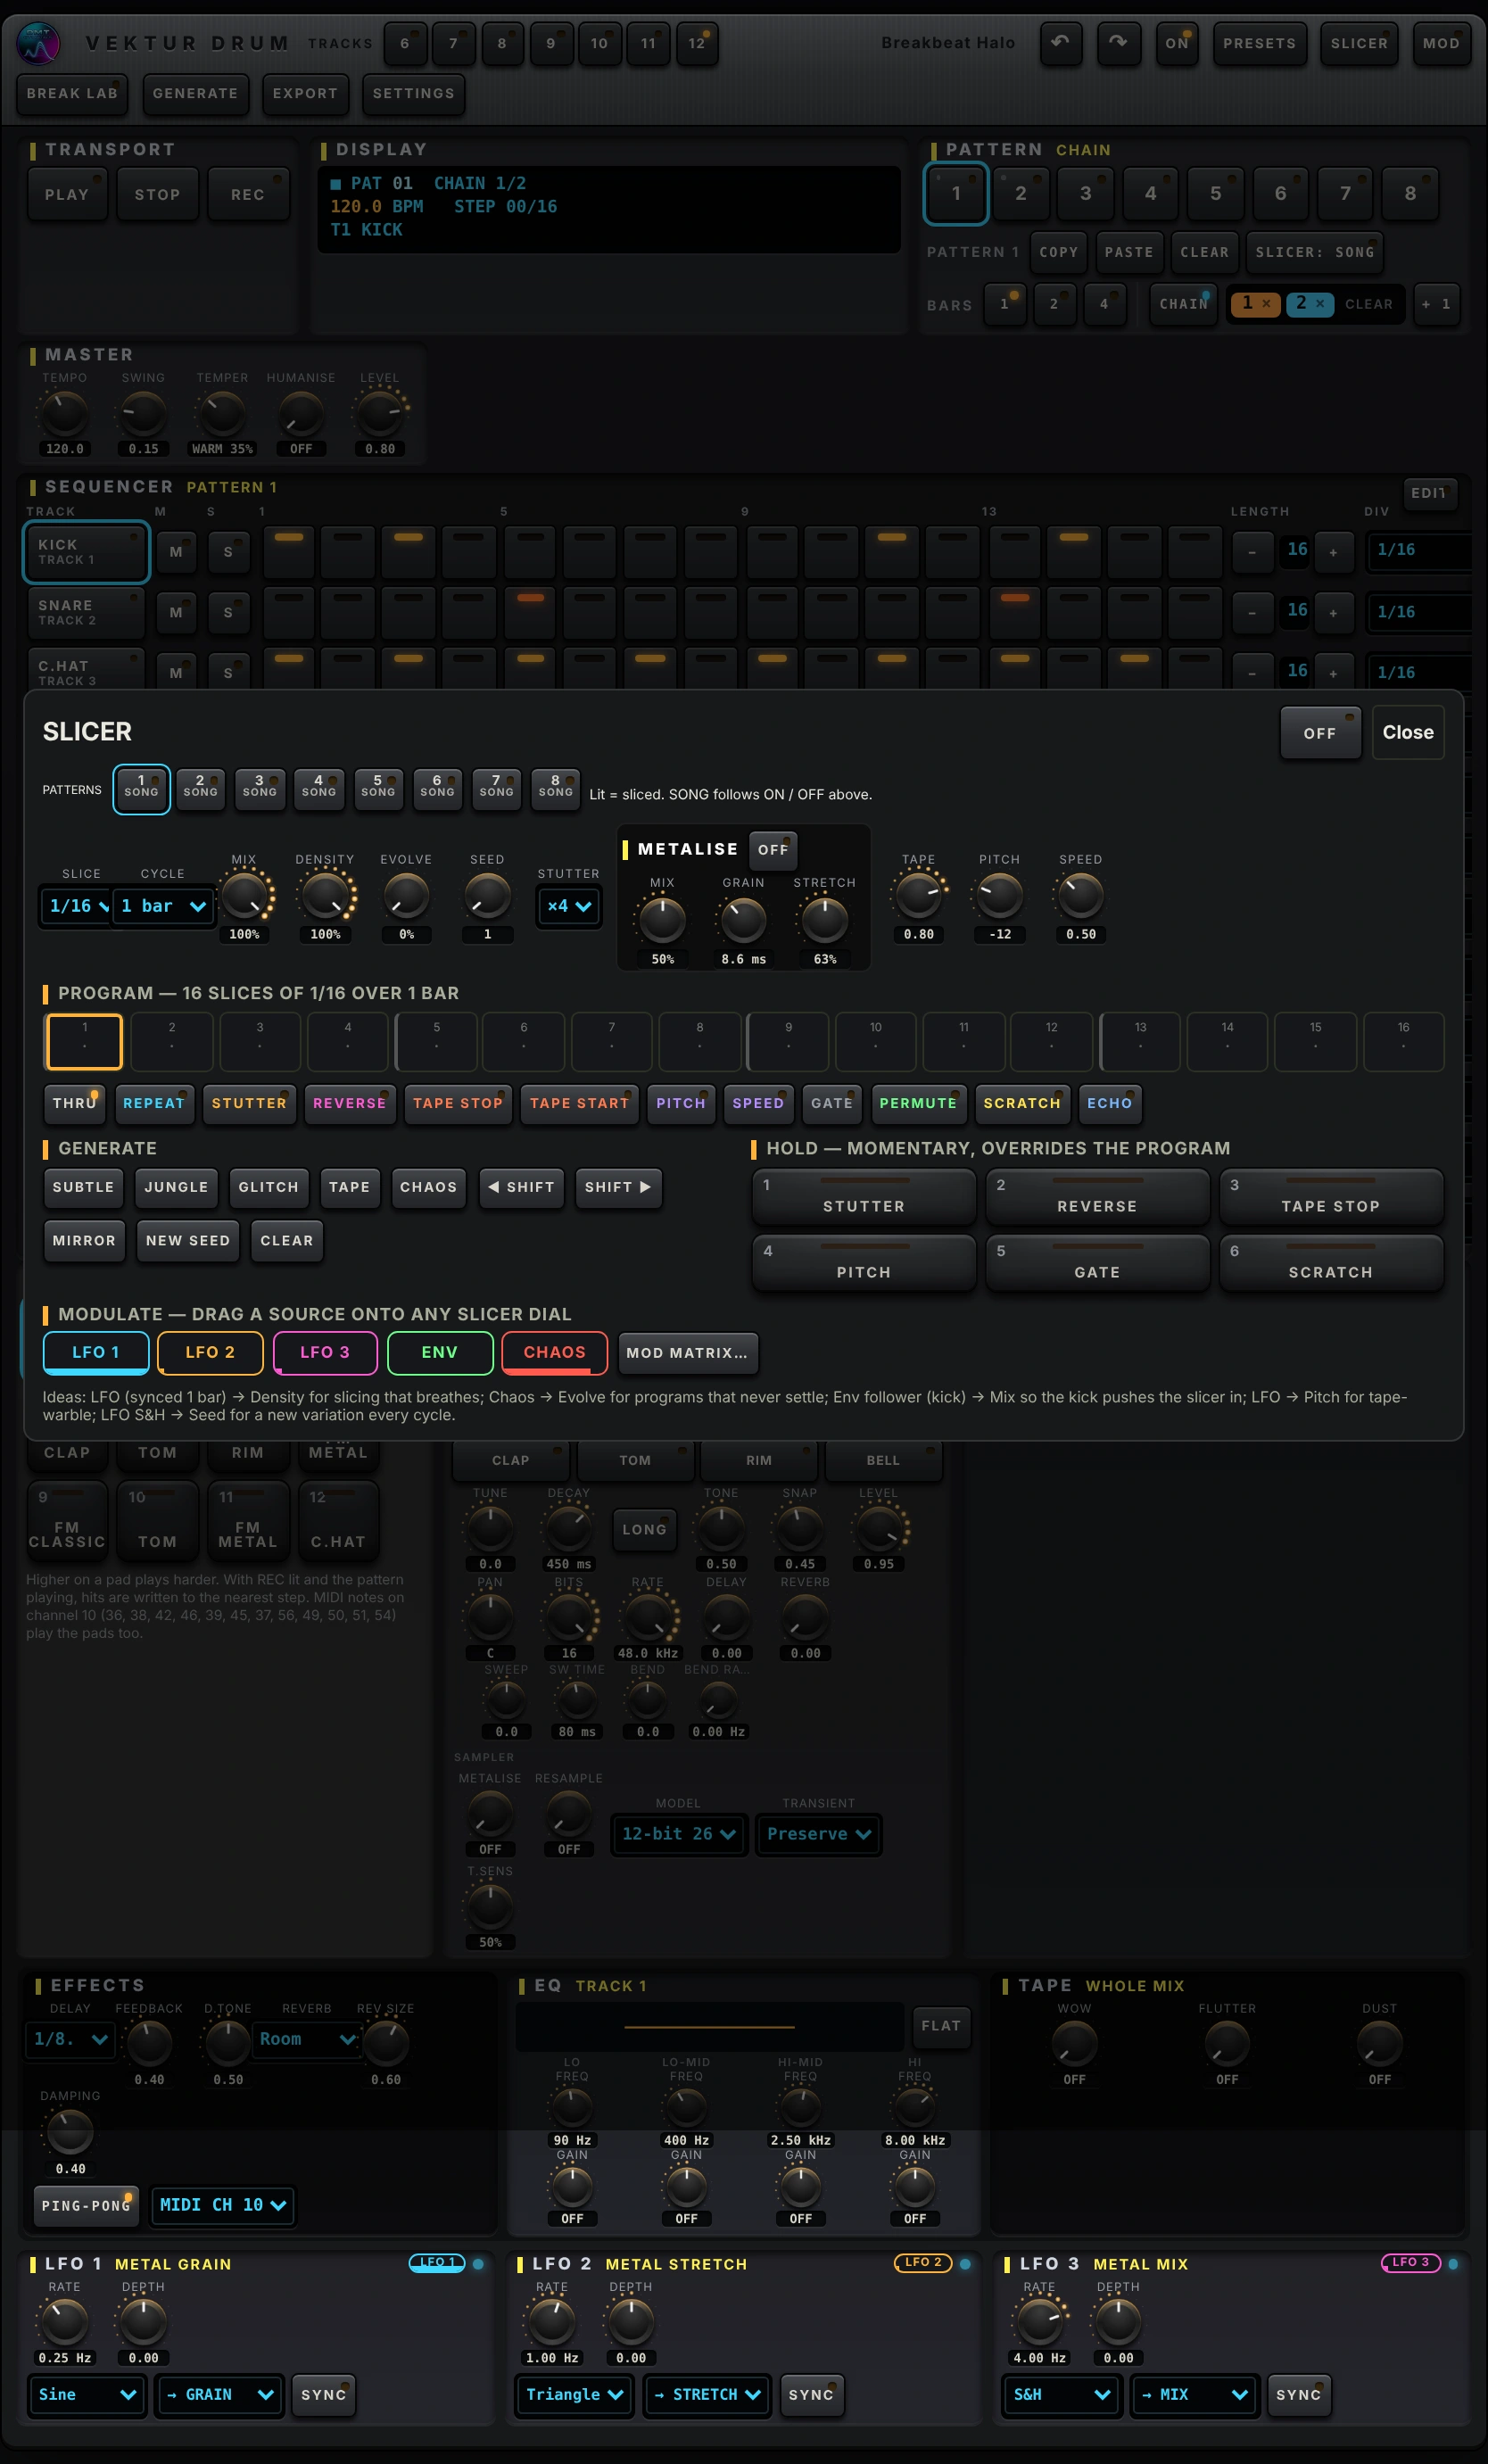 VEKTUR DRUM TRACKS 6 7 8 9 10 11 12 Breakbeat Halo ↶ ↷ ON PRESETS SLICER MOD
BREAK LAB GENERATE EXPORT SETTINGS
TRANSPORT
PLAY STOP REC
DISPLAY
■ PAT 01 CHAIN 1/2
120.0 BPM STEP 00/16
T1 KICK
PATTERN CHAIN
1 2 3 4 5 6 7 8
PATTERN 1 COPY PASTE CLEAR SLICER: SONG
BARS 1 2 4 CHAIN 1 × 2 × CLEAR + 1
MASTER
TEMPO SWING TEMPER HUMANISE LEVEL
120.0 0.15 WARM 35% OFF 0.80
SEQUENCER PATTERN 1 EDIT
TRACK M S 1 5 9 13 LENGTH DIV
KICK
TRACK 1
M S − 16 + 1/16
SNARE
TRACK 2
M S − 16 + 1/16
C.HAT
TRACK 3
M S − 16 + 1/16
SLICER OFF Close
PATTERNS 1 SONG 2 SONG 3 SONG 4 SONG 5 SONG 6 SONG 7 SONG 8 SONG Lit = sliced. SONG follows ON / OFF above.
SLICE CYCLE MIX DENSITY EVOLVE SEED STUTTER
1/16 1 bar 100% 100% 0% 1 ×4
METALISE OFF
MIX GRAIN STRETCH
50% 8.6 ms 63%
TAPE PITCH SPEED
0.80 -12 0.50
PROGRAM — 16 SLICES OF 1/16 OVER 1 BAR
1 2 3 4 5 6 7 8 9 10 11 12 13 14 15 16
THRU REPEAT STUTTER REVERSE TAPE STOP TAPE START PITCH SPEED GATE PERMUTE SCRATCH ECHO
GENERATE
SUBTLE JUNGLE GLITCH TAPE CHAOS ◀ SHIFT SHIFT ▶
MIRROR NEW SEED CLEAR
HOLD — MOMENTARY, OVERRIDES THE PROGRAM
1 STUTTER 2 REVERSE 3 TAPE STOP
4 PITCH 5 GATE 6 SCRATCH
MODULATE — DRAG A SOURCE ONTO ANY SLICER DIAL
LFO 1 LFO 2 LFO 3 ENV CHAOS MOD MATRIX…
Ideas: LFO (synced 1 bar) → Density for slicing that breathes; Chaos → Evolve for programs that never settle; Env follower (kick) → Mix so the kick pushes the slicer in; LFO → Pitch for tape-
warble; LFO S&H → Seed for a new variation every cycle.
CLAP TOM RIM METAL
9 FM CLASSIC 10 TOM 11 FM METAL 12 C.HAT
Higher on a pad plays harder. With REC lit and the pattern
playing, hits are written to the nearest step. MIDI notes on
channel 10 (36, 38, 42, 46, 39, 45, 37, 56, 49, 50, 51, 54)
play the pads too.
CLAP TOM RIM BELL
TUNE DECAY LONG TONE SNAP LEVEL
0.0 450 ms 0.50 0.45 0.95
PAN BITS RATE DELAY REVERB
C 16 48.0 kHz 0.00 0.00
SWEEP SW TIME BEND BEND RA…
0.0 80 ms 0.0 0.00 Hz
SAMPLER
METALISE RESAMPLE MODEL TRANSIENT
OFF OFF 12-bit 26 Preserve
T.SENS
50%
EFFECTS
DELAY FEEDBACK D.TONE REVERB REV SIZE
1/8. 0.40 0.50 Room 0.60
DAMPING
0.40
PING-PONG MIDI CH 10
EQ TRACK 1
FLAT
LO FREQ LO-MID FREQ HI-MID FREQ HI FREQ
90 Hz 400 Hz 2.50 kHz 8.00 kHz
GAIN GAIN GAIN GAIN
OFF OFF OFF OFF
TAPE WHOLE MIX
WOW FLUTTER DUST
OFF OFF OFF
LFO 1 METAL GRAIN LFO 1
RATE DEPTH
0.25 Hz 0.00
Sine → GRAIN SYNC
LFO 2 METAL STRETCH LFO 2
RATE DEPTH
1.00 Hz 0.00
Triangle → STRETCH SYNC
LFO 3 METAL MIX LFO 3
RATE DEPTH
4.00 Hz 0.00
S&H → MIX SYNC